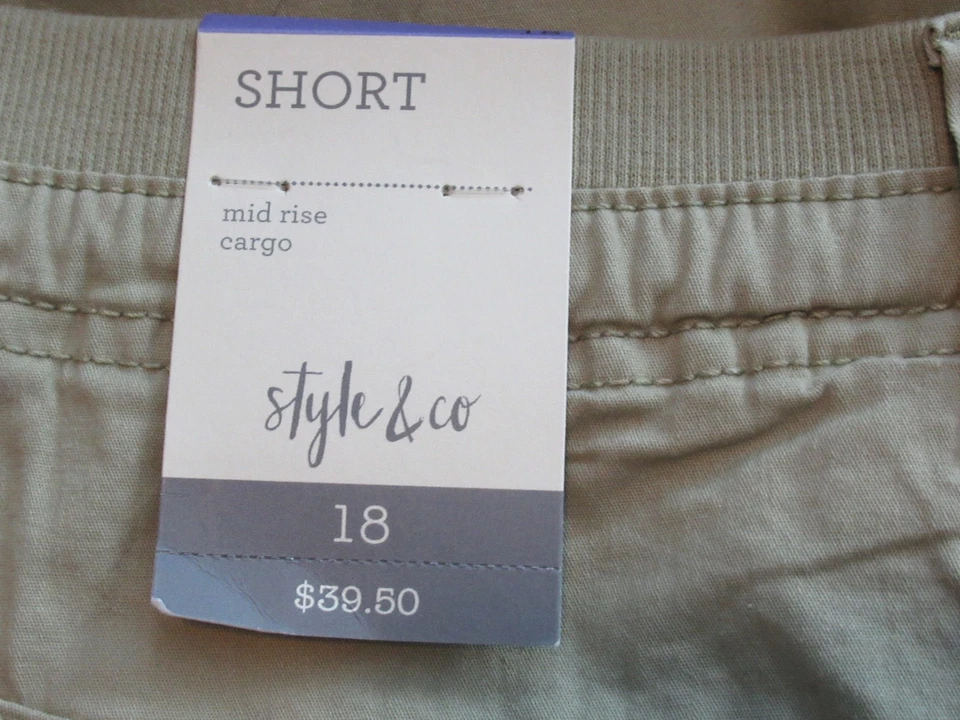 SHORT
mid rise
cargo
style & co
18
$39.50